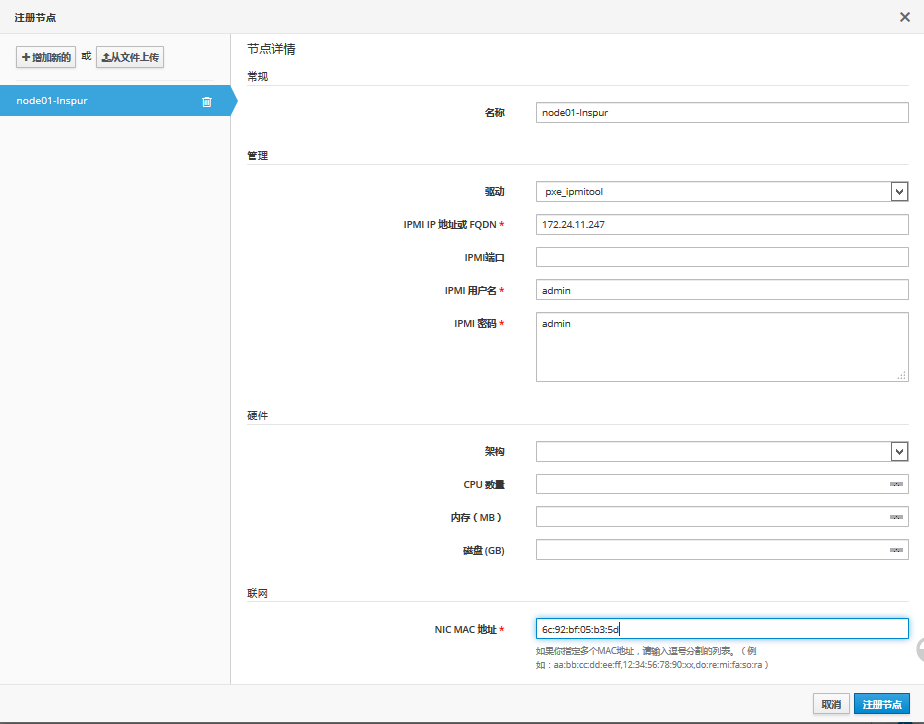 注册节点
增加新的 或 从文件上传
node01-Inspur
节点详情
常规
名称 node01-Inspur
管理
驱动 pxe_ipmitool
IPMI IP 地址或 FQDN * 172.24.11.247
IPMI端口
IPMI 用户名 * admin
IPMI 密码 * admin
硬件
架构
CPU 数量
内存（MB）
磁盘 (GB)
联网
NIC MAC 地址 * 6c:92:bf:05:b3:5d
如果你指定多个MAC地址，请输入逗号分割的列表。（例
如：aa:bb:cc:dd:ee:ff,12:34:56:78:90:xx,do:re:mi:fa:so:ra）
取消 注册节点